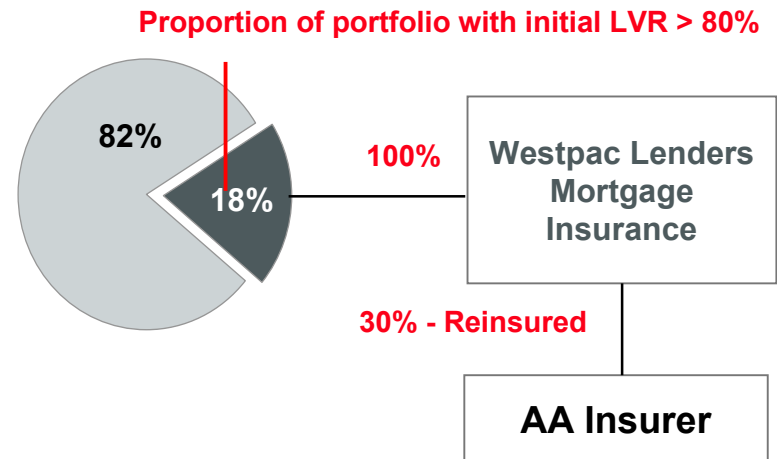 Proportion of portfolio with initial LVR > 80%
82%
18%
100%
Westpac Lenders
Mortgage
Insurance
30% - Reinsured
AA Insurer